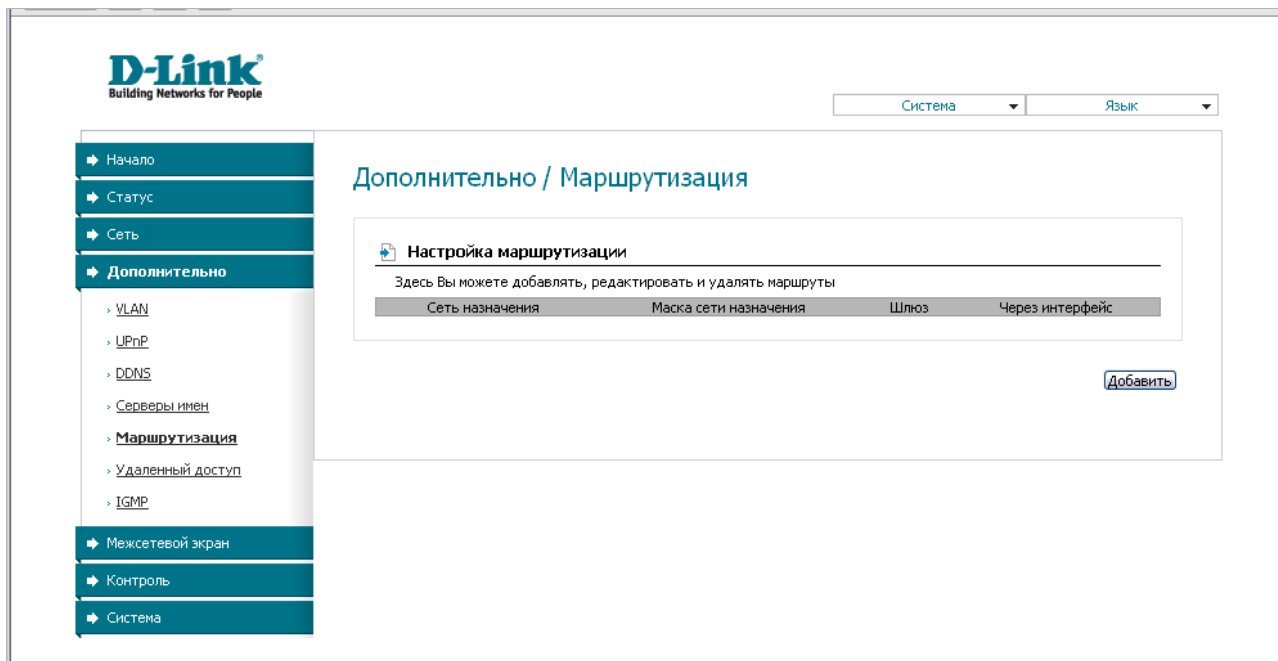 D-Link
Building Networks for People
Система
Язык
Начало
Статус
Сеть
Дополнительно
VLAN
UPnP
DDNS
Серверы имен
Маршрутизация
Удаленный доступ
IGMP
Межсетевой экран
Контроль
Система
Дополнительно / Маршрутизация
Настройка маршрутизации
Здесь Вы можете добавлять, редактировать и удалять маршруты
Сеть назначения Маска сети назначения Шлюз Через интерфейс
Добавить